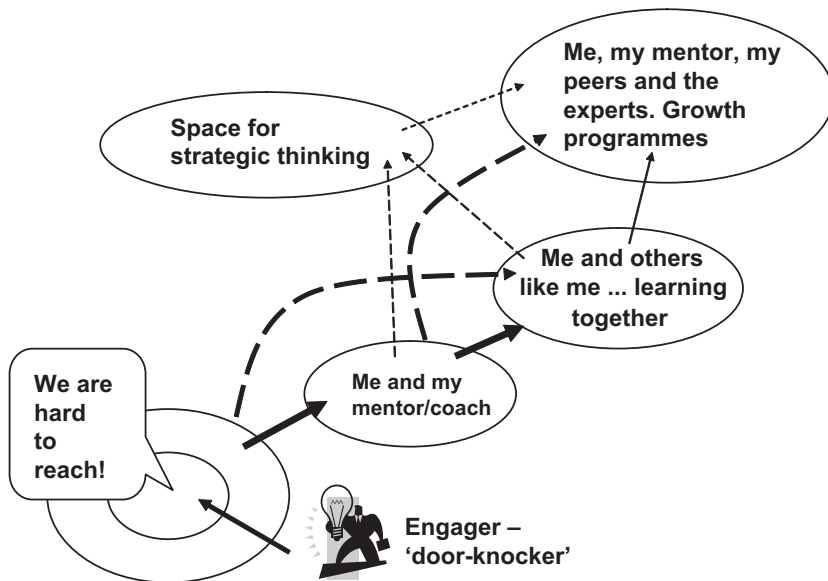 Me, my mentor, my
peers and the
experts. Growth
programmes
Space for
strategic thinking
Me and others
like me ... learning
together
Me and my
mentor/coach
We are
hard
to
reach!
Engager –
‘door-knocker’